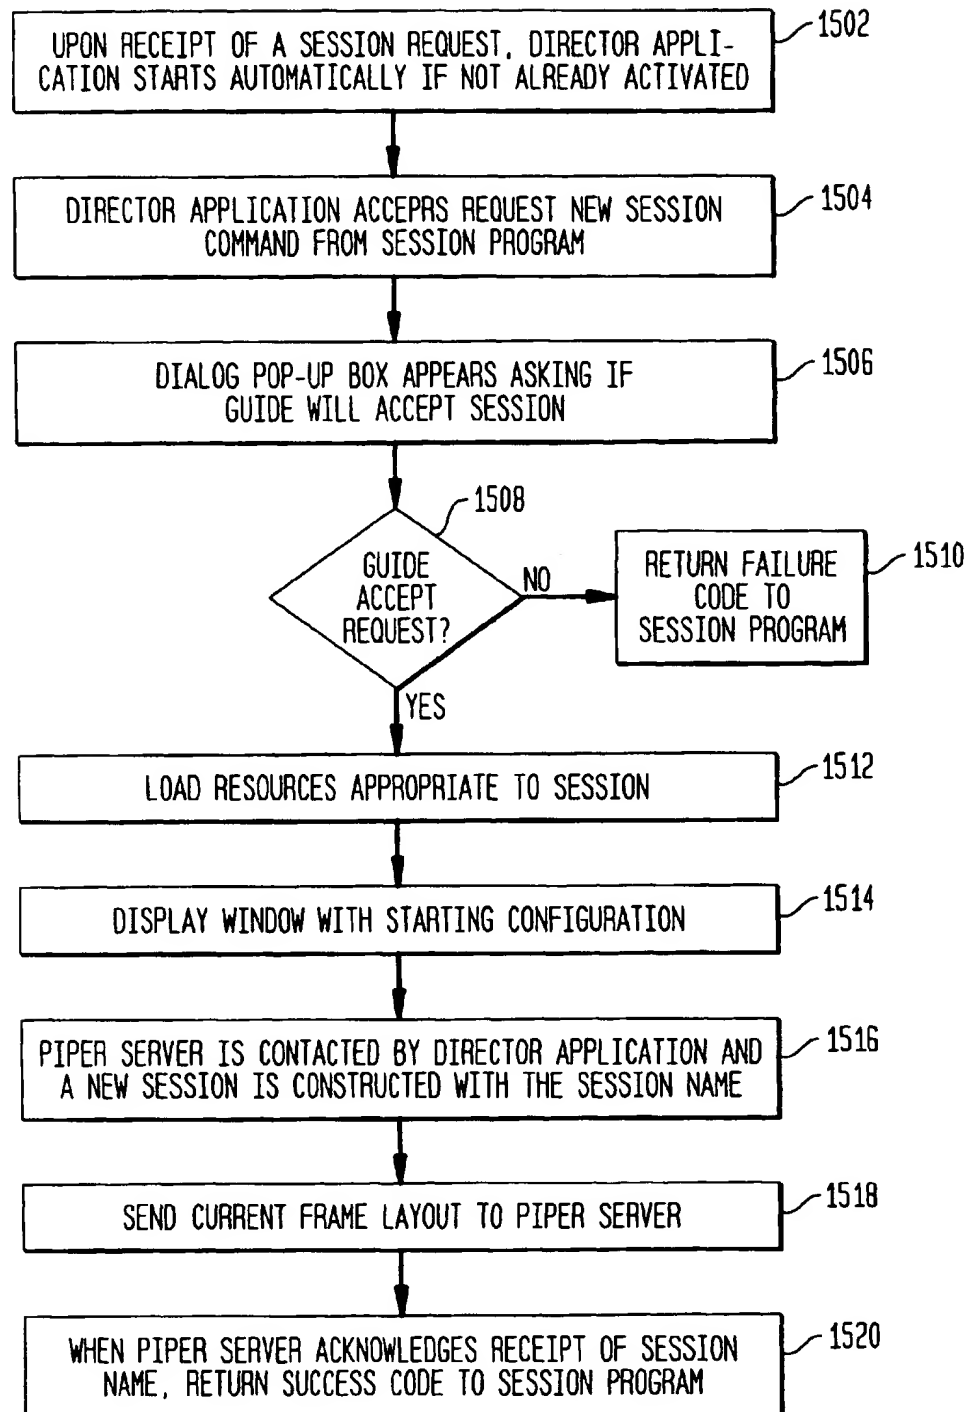 UPON RECEIPT OF A SESSION REQUEST, DIRECTOR APPLI-
CATION STARTS AUTOMATICALLY IF NOT ALREADY ACTIVATED
1502
DIRECTOR APPLICATION ACCEPRS REQUEST NEW SESSION
COMMAND FROM SESSION PROGRAM
1504
DIALOG POP-UP BOX APPEARS ASKING IF
GUIDE WILL ACCEPT SESSION
1506
GUIDE
ACCEPT
REQUEST?
1508
NO
RETURN FAILURE
CODE TO
SESSION PROGRAM
1510
YES
LOAD RESOURCES APPROPRIATE TO SESSION
1512
DISPLAY WINDOW WITH STARTING CONFIGURATION
1514
PIPER SERVER IS CONTACTED BY DIRECTOR APPLICATION AND
A NEW SESSION IS CONSTRUCTED WITH THE SESSION NAME
1516
SEND CURRENT FRAME LAYOUT TO PIPER SERVER
1518
WHEN PIPER SERVER ACKNOWLEDGES RECEIPT OF SESSION
NAME, RETURN SUCCESS CODE TO SESSION PROGRAM
1520